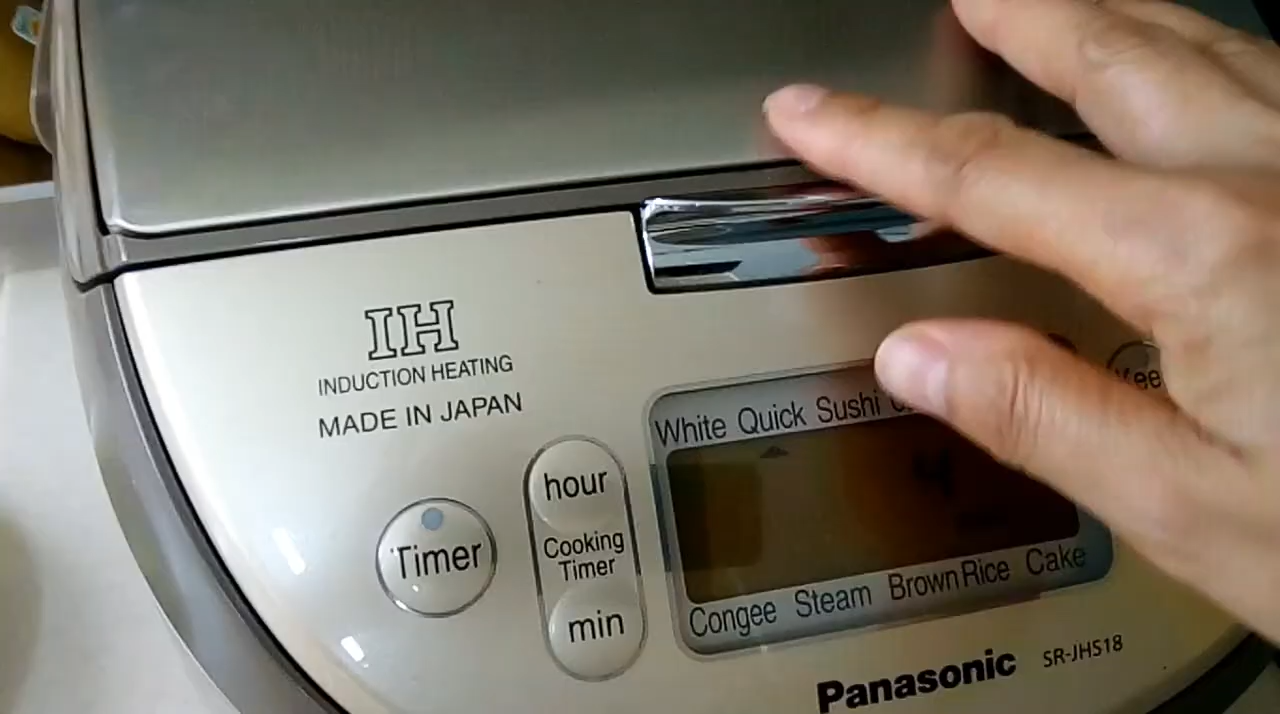 IH
INDUCTION HEATING
MADE IN JAPAN
White Quick Sushi
hour
Cooking
Timer
min
Timer
4
Congee Steam Brown Rice Cake
Panasonic SR-JHS18